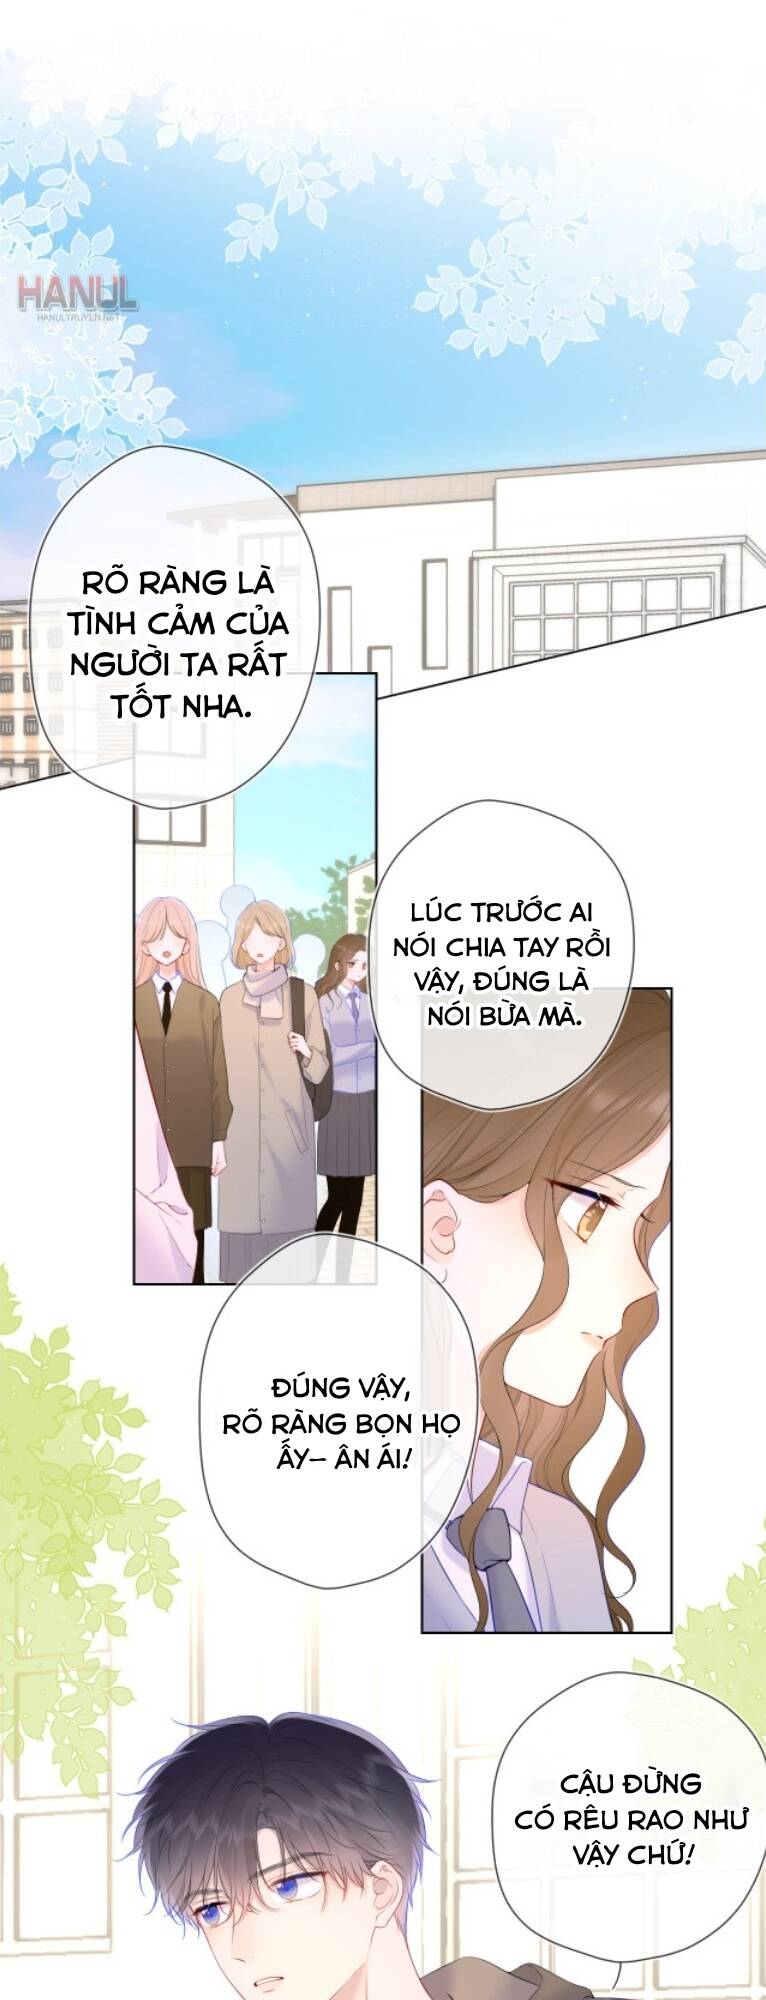 HANUL
HANULTRUYEN.NET
RÕ RÀNG LÀ
TÌNH CẢM CỦA
NGƯỜI TA RẤT
TỐT NHA.
LÚC TRƯỚC AI
NÓI CHIA TAY RỒI
VẬY, ĐÚNG LÀ
NÓI BỪA MÀ.
ĐÚNG VẬY,
RÕ RÀNG BỌN HỌ
ẤY– ÂN ÁI!
CẬU ĐỪNG
CÓ RÊU RAO NHƯ
VẬY CHỨ!